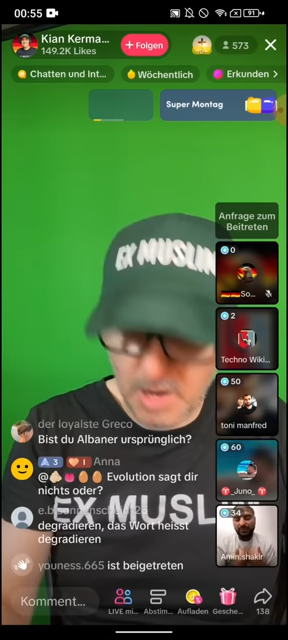 00:55
91
Kian Kerma...
149.2K Likes
+ Folgen
573
Chatten und Int...
Wöchentlich
Erkunden >
Super Montag
Anfrage zum
Beitreten
EX MUSLIM
0
So...
2
Techno Wiki...
50
toni manfred
60
_Juno_
34
Amin.shakir
der loyalste Greco
Bist du Albaner ursprünglich?
3 1 Anna
Evolution sagt dir
nichts oder?
degradieren, das Wort heisst
degradieren
EX MUSLIM
youness.665 ist beigetreten
Komment...
LIVE mi...
Abstim...
Aufladen
Gesche...
138